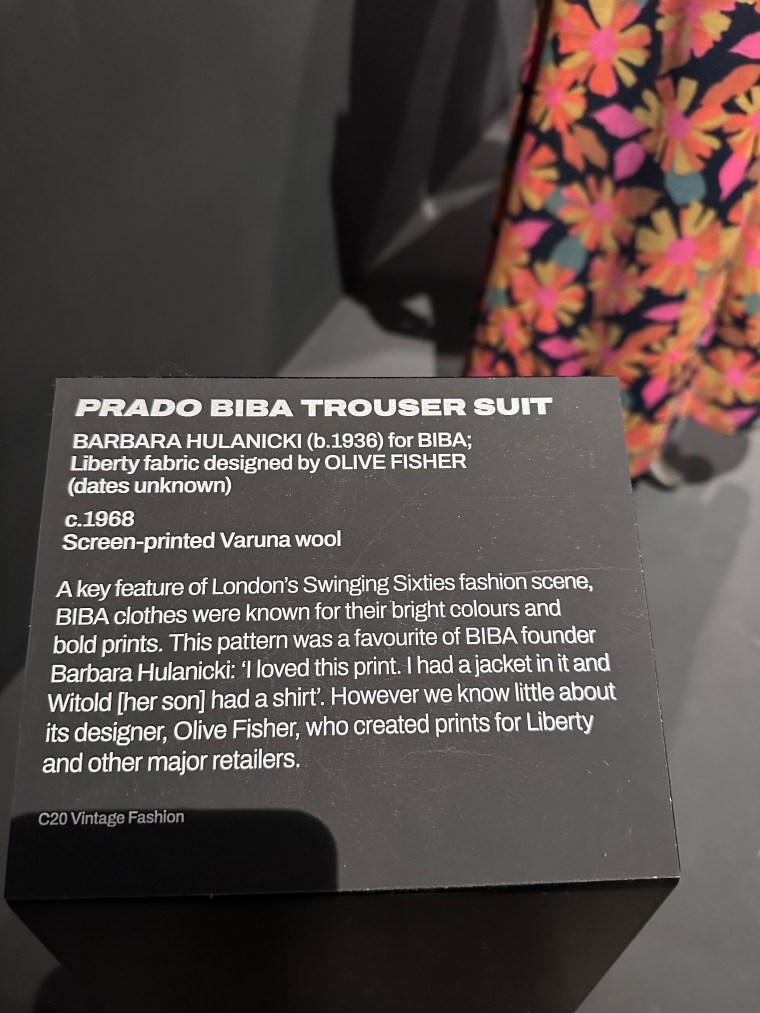 PRADO BIBA TROUSER SUIT
BARBARA HULANICKI (b.1936) for BIBA;
Liberty fabric designed by OLIVE FISHER
(dates unknown)
c.1968
Screen-printed Varuna wool
A key feature of London's Swinging Sixties fashion scene,
BIBA clothes were known for their bright colours and
bold prints. This pattern was a favourite of BIBA founder
Barbara Hulanicki: ‘I loved this print. I had a jacket in it and
Witold [her son] had a shirt’. However we know little about
its designer, Olive Fisher, who created prints for Liberty
and other major retailers.
C20 Vintage Fashion